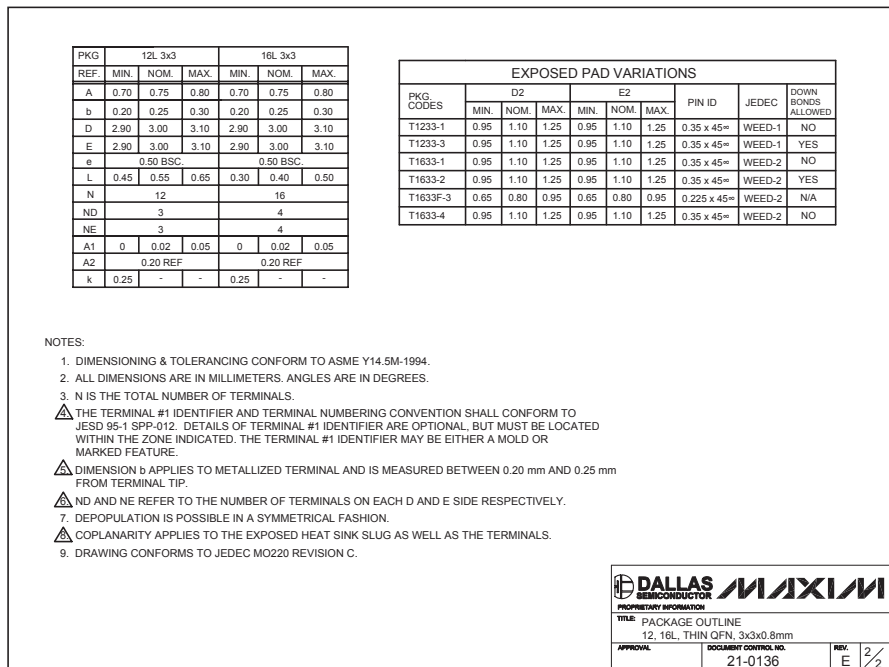 PKG 12L 3x3 16L 3x3
REF. MIN. NOM. MAX. MIN. NOM. MAX.
A 0.70 0.75 0.80 0.70 0.75 0.80
b 0.20 0.25 0.30 0.20 0.25 0.30
D 2.90 3.00 3.10 2.90 3.00 3.10
E 2.90 3.00 3.10 2.90 3.00 3.10
e 0.50 BSC. 0.50 BSC.
L 0.45 0.55 0.65 0.30 0.40 0.50
N 12 16
ND 3 4
NE 3 4
A1 0 0.02 0.05 0 0.02 0.05
A2 0.20 REF 0.20 REF
k 0.25 - - 0.25 - -
EXPOSED PAD VARIATIONS
PKG. CODES D2 E2 PIN ID JEDEC DOWN BONDS ALLOWED
MIN. NOM. MAX. MIN. NOM. MAX.
T1233-1 0.95 1.10 1.25 0.95 1.10 1.25 0.35 x 45∞ WEED-1 NO
T1233-3 0.95 1.10 1.25 0.95 1.10 1.25 0.35 x 45∞ WEED-1 YES
T1633-1 0.95 1.10 1.25 0.95 1.10 1.25 0.35 x 45∞ WEED-2 NO
T1633-2 0.95 1.10 1.25 0.95 1.10 1.25 0.35 x 45∞ WEED-2 YES
T1633F-3 0.65 0.80 0.95 0.65 0.80 0.95 0.225 x 45∞ WEED-2 N/A
T1633-4 0.95 1.10 1.25 0.95 1.10 1.25 0.35 x 45∞ WEED-2 NO
NOTES:
1. DIMENSIONING & TOLERANCING CONFORM TO ASME Y14.5M-1994.
2. ALL DIMENSIONS ARE IN MILLIMETERS. ANGLES ARE IN DEGREES.
3. N IS THE TOTAL NUMBER OF TERMINALS.
4. THE TERMINAL #1 IDENTIFIER AND TERMINAL NUMBERING CONVENTION SHALL CONFORM TO
JESD 95-1 SPP-012. DETAILS OF TERMINAL #1 IDENTIFIER ARE OPTIONAL, BUT MUST BE LOCATED
WITHIN THE ZONE INDICATED. THE TERMINAL #1 IDENTIFIER MAY BE EITHER A MOLD OR
MARKED FEATURE.
5. DIMENSION b APPLIES TO METALLIZED TERMINAL AND IS MEASURED BETWEEN 0.20 mm AND 0.25 mm
FROM TERMINAL TIP.
6. ND AND NE REFER TO THE NUMBER OF TERMINALS ON EACH D AND E SIDE RESPECTIVELY.
7. DEPOPULATION IS POSSIBLE IN A SYMMETRICAL FASHION.
8. COPLANARITY APPLIES TO THE EXPOSED HEAT SINK SLUG AS WELL AS THE TERMINALS.
9. DRAWING CONFORMS TO JEDEC MO220 REVISION C.
DALLAS SEMICONDUCTOR MAXIM
PROPRIETARY INFORMATION
TITLE: PACKAGE OUTLINE
12, 16L, THIN QFN, 3x3x0.8mm
APPROVAL DOCUMENT CONTROL NO. REV.
21-0136 E 2/2